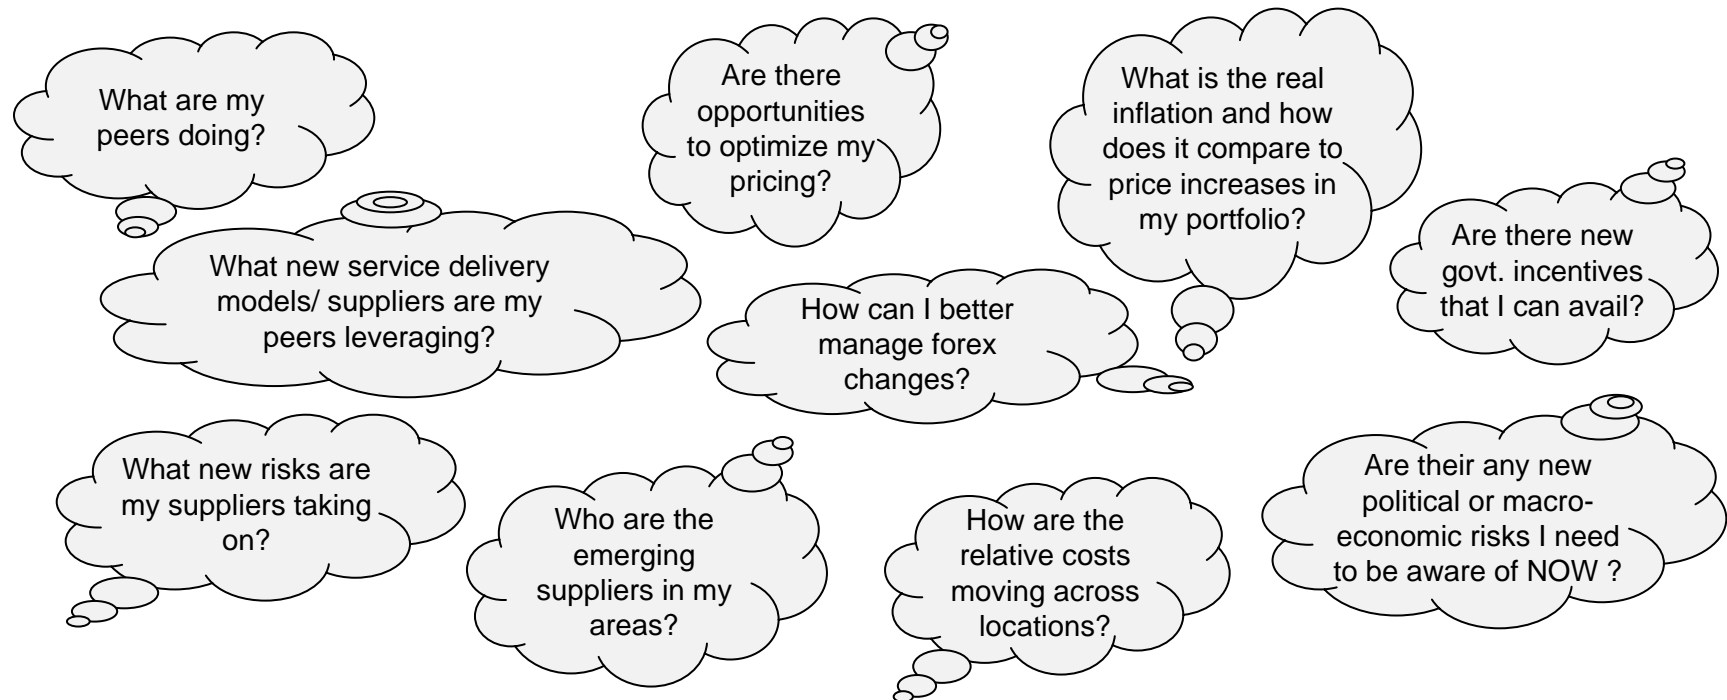 What are my
peers doing?
Are there
opportunities
to optimize my
pricing?
What is the real
inflation and how
does it compare to
price increases in
my portfolio?
Are there new
govt. incentives
that I can avail?
What new service delivery
models/ suppliers are my
peers leveraging?
How can I better
manage forex
changes?
What new risks are
my suppliers taking
on?
Who are the
emerging
suppliers in my
areas?
How are the
relative costs
moving across
locations?
Are their any new
political or macro-
economic risks I need
to be aware of NOW ?